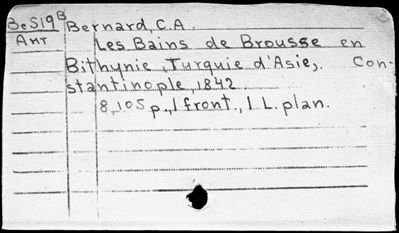 BeS19B Bernard, C.A.
Ant Les Bains de Brousse en
Bithynie, Turquie d'Asie,. Con-
stantinople, 1842.
8, 105 p., 1 front., 1 L. plan.